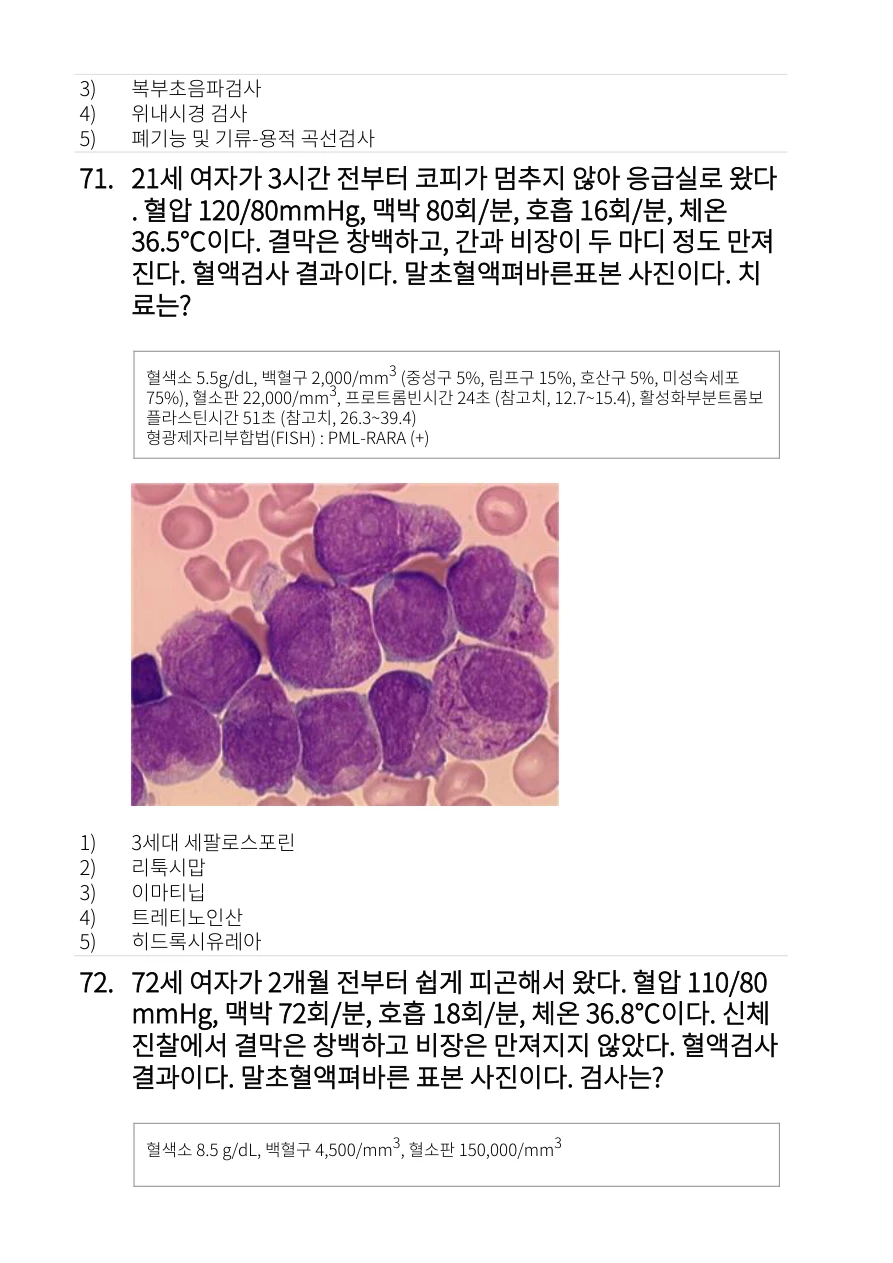 3) 복부초음파검사
4) 위내시경 검사
5) 폐기능 및 기류-용적 곡선검사
71. 21세 여자가 3시간 전부터 코피가 멈추지 않아 응급실로 왔다
. 혈압 120/80mmHg, 맥박 80회/분, 호흡 16회/분, 체온
36.5°C이다. 결막은 창백하고, 간과 비장이 두 마디 정도 만져
진다. 혈액검사 결과이다. 말초혈액펴바른표본 사진이다. 치
료는?
혈색소 5.5g/dL, 백혈구 2,000/mm³ (중성구 5%, 림프구 15%, 호산구 5%, 미성숙세포
75%), 혈소판 22,000/mm³, 프로트롬빈시간 24초 (참고치, 12.7~15.4), 활성화부분트롬보
플라스틴시간 51초 (참고치, 26.3~39.4)
형광제자리부합법(FISH) : PML-RARA (+)
1) 3세대 세팔로스포린
2) 리툭시맙
3) 이마티닙
4) 트레티노인산
5) 히드록시유레아
72. 72세 여자가 2개월 전부터 쉽게 피곤해서 왔다. 혈압 110/80
mmHg, 맥박 72회/분, 호흡 18회/분, 체온 36.8°C이다. 신체
진찰에서 결막은 창백하고 비장은 만져지지 않았다. 혈액검사
결과이다. 말초혈액펴바른 표본 사진이다. 검사는?
혈색소 8.5 g/dL, 백혈구 4,500/mm³, 혈소판 150,000/mm³